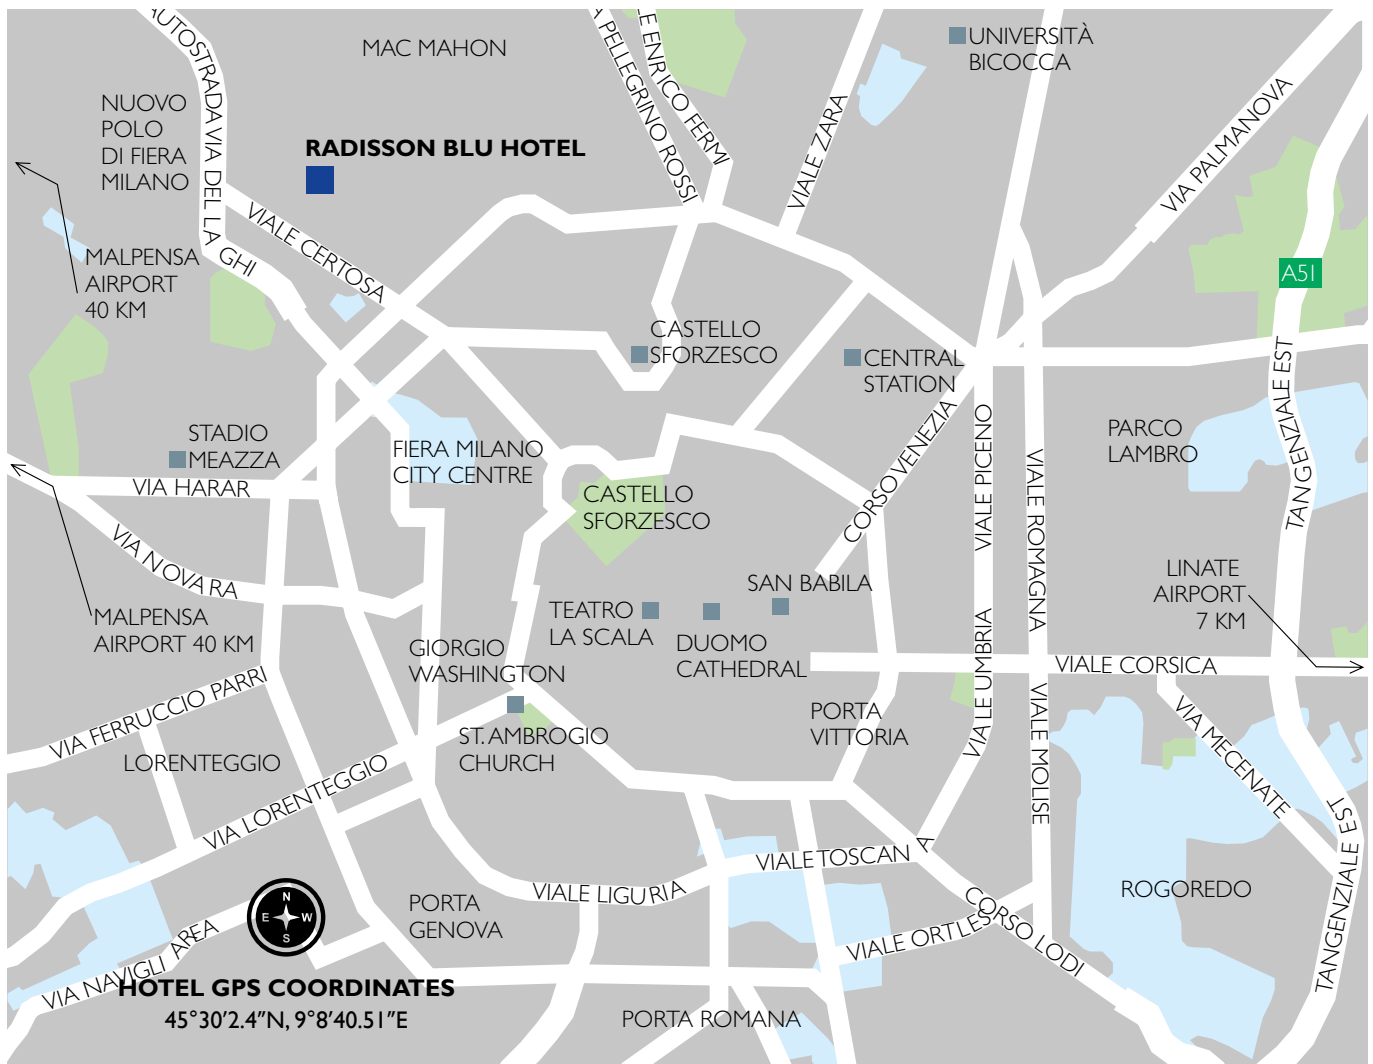 AUTOSTRADA VIA DEL LA GHI
MAC MAHON
A PELLEGRINO ROSSI
LE ENRICO FERMI
VIALE ZARA
UNIVERSITÀ
BICOCCA
VIA PALMANOVA
NUOVO
POLO
DI FIERA
MILANO
RADISSON BLU HOTEL
VIALE CERTOSA
MALPENSA
AIRPORT
40 KM
A51
CASTELLO
SFORZESCO
CENTRAL
STATION
TANGENZIALE EST
STADIO
MEAZZA
FIERA MILANO
CITY CENTRE
CORSO VENEZIA
VIALE PICENO
VIALE ROMAGNA
PARCO
LAMBRO
VIA HARAR
CASTELLO
SFORZESCO
VIA NOVARA
MALPENSA
AIRPORT 40 KM
TEATRO
LA SCALA
DUOMO
CATHEDRAL
SAN BABILA
LINATE
AIRPORT
7 KM
GIORGIO
WASHINGTON
VIALE CORSICA
VIALE UMBRIA
VIALE MOLISE
VIA MECENATE
VIA FERRUCCIO PARRI
LORENTEGGIO
ST. AMBROGIO
CHURCH
PORTA
VITTORIA
VIA LORENTEGGIO
TANGENZIALE EST
VIALE TOSCANA
VIALE LIGURIA
PORTA
GENOVA
CORSO LODI
VIALE ORTLES
ROGOREDO
VIA NAVIGLI AREA
N
E W
S
HOTEL GPS COORDINATES
45°30'2.4"N, 9°8'40.51"E
PORTA ROMANA